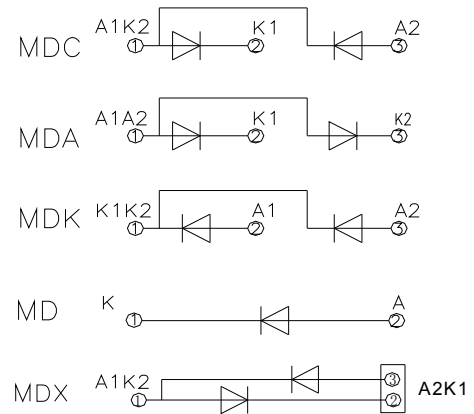 MDC A1K2 K1 A2
1 2 3
MDA A1A2 K1 K2
1 2 3
MDK K1K2 A1 A2
1 2 3
MD K A
1 2
MDX A1K2 3 A2K1
1 2